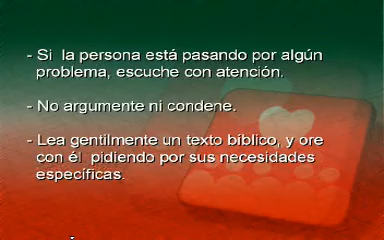 - Si la persona está pasando por algún
problema, escuche con atención.
- No argumente ni condene.
- Lea gentilmente un texto bíblico, y ore
con él pidiendo por sus necesidades
específicas.